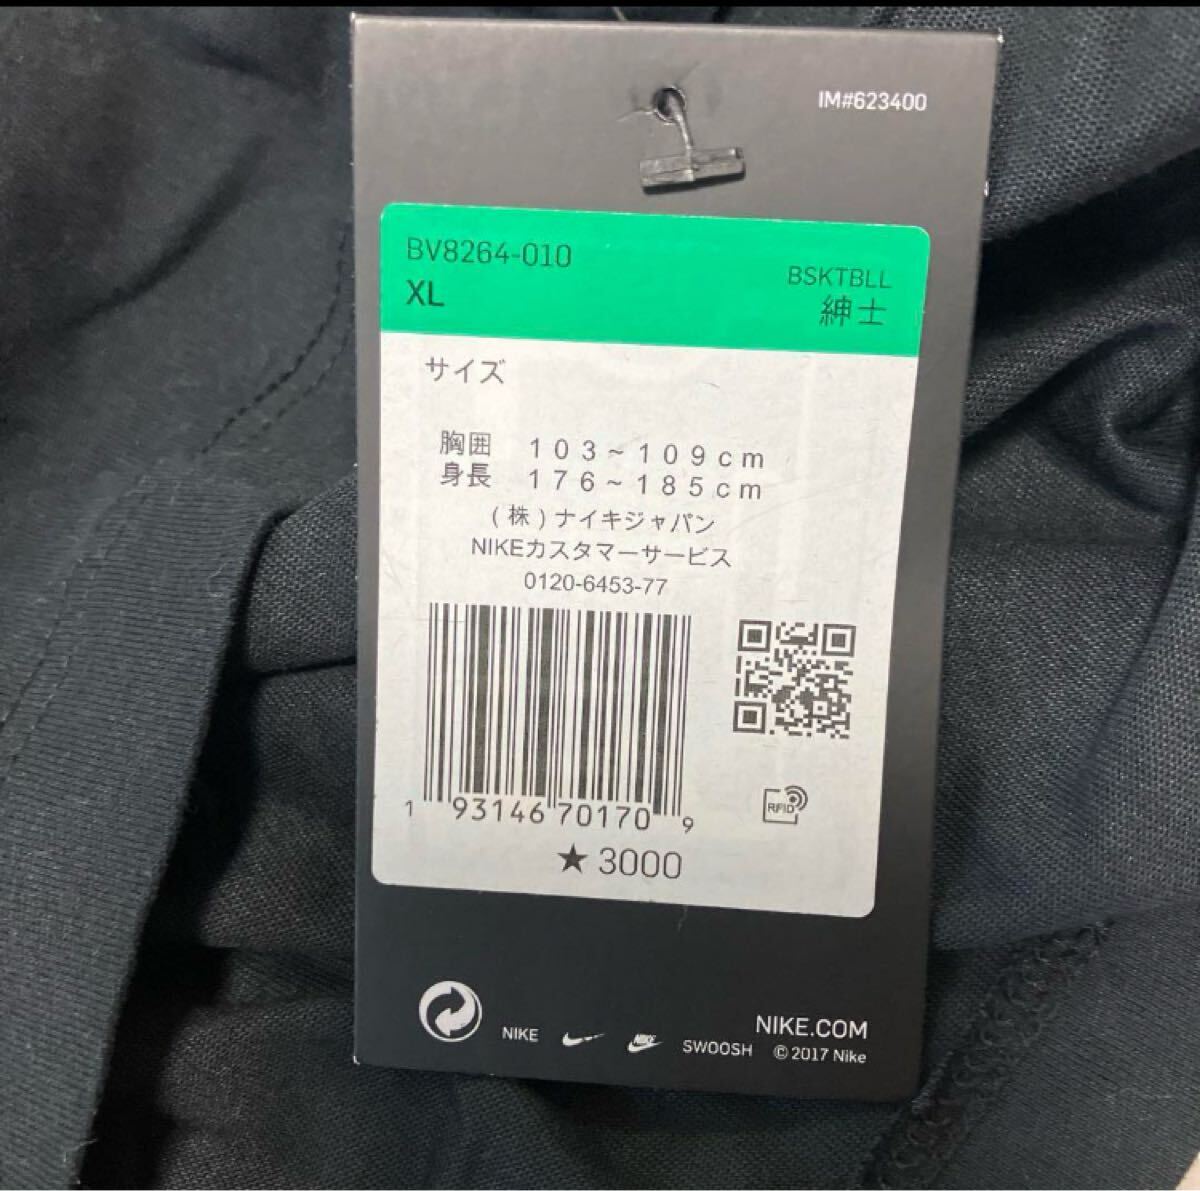 IM#623400
BV8264-010
XL
BSKTBLL
紳士
サイズ
胸囲 103~109cm
身長 176~185cm
(株)ナイキジャパン
NIKEカスタマーサービス
0120-6453-77
1 93146 70170 9
RFID
★3000
NIKE NIKE SWOOSH
NIKE.COM
© 2017 Nike